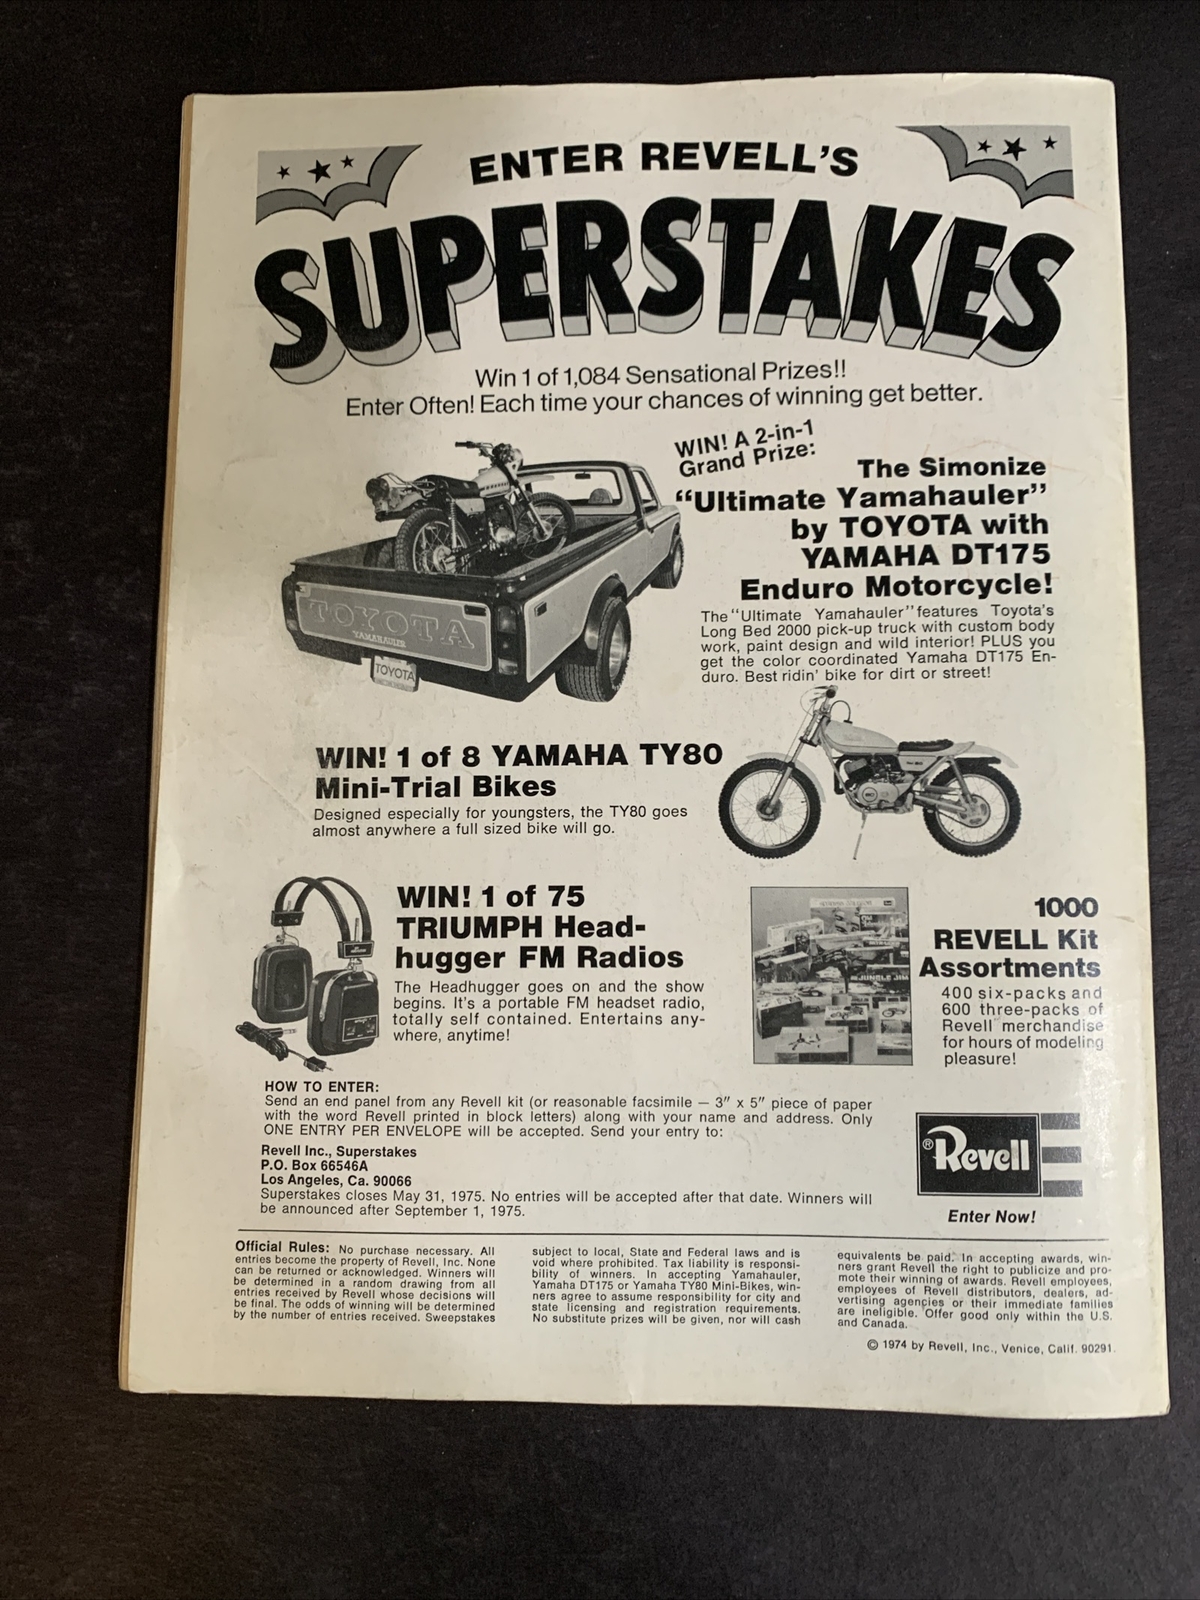 ENTER REVELL'S
SUPERSTAKES
Win 1 of 1,084 Sensational Prizes!!
Enter Often! Each time your chances of winning get better.
WIN! A 2-in-1
Grand Prize:
The Simonize
"Ultimate Yamahauler"
by TOYOTA with
YAMAHA DT175
Enduro Motorcycle!
The "Ultimate Yamahauler" features Toyota's
Long Bed 2000 pick-up truck with custom body
work, paint design and wild interior! PLUS you
get the color coordinated Yamaha DT175 En-
duro. Best ridin' bike for dirt or street!
TOYOTA
YAMAHAULER
TOYOTA
WIN! 1 of 8 YAMAHA TY80
Mini-Trial Bikes
Designed especially for youngsters, the TY80 goes
almost anywhere a full sized bike will go.
WIN! 1 of 75
TRIUMPH Head-
hugger FM Radios
The Headhugger goes on and the show
begins. It's a portable FM headset radio,
totally self contained. Entertains any-
where, anytime!
JUNGLE JIM
1000
REVELL Kit
Assortments
400 six-packs and
600 three-packs of
Revell merchandise
for hours of modeling
pleasure!
HOW TO ENTER:
Send an end panel from any Revell kit (or reasonable facsimile — 3" x 5" piece of paper
with the word Revell printed in block letters) along with your name and address. Only
ONE ENTRY PER ENVELOPE will be accepted. Send your entry to:
Revell Inc., Superstakes
P.O. Box 66546A
Los Angeles, Ca. 90066
Superstakes closes May 31, 1975. No entries will be accepted after that date. Winners will
be announced after September 1, 1975.
® Revell
Enter Now!
Official Rules: No purchase necessary. All
entries become the property of Revell, Inc. None
can be returned or acknowledged. Winners will
be determined in a random drawing from all
entries received by Revell whose decisions will
be final. The odds of winning will be determined
by the number of entries received. Sweepstakes
subject to local, State and Federal laws and is
void where prohibited. Tax liability is responsi-
bility of winners. In accepting Yamahauler,
Yamaha DT175 or Yamaha TY80 Mini-Bikes, win-
ners agree to assume responsibility for city and
state licensing and registration requirements.
No substitute prizes will be given, nor will cash
equivalents be paid. In accepting awards, win-
ners grant Revell the right to publicize and pro-
mote their winning of awards. Revell employees,
employees of Revell distributors, dealers, ad-
vertising agencies or their immediate families
are ineligible. Offer good only within the U.S.
and Canada.
© 1974 by Revell, Inc., Venice, Calif. 90291.